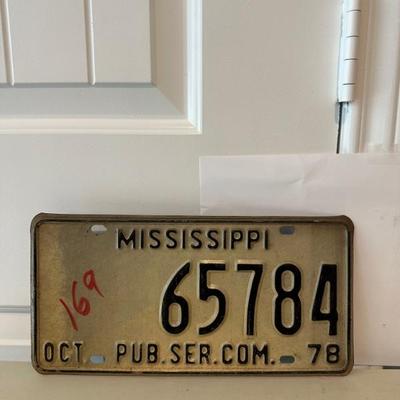 MISSISSIPPI
169
65784
OCT. PUB.SER.COM. 78